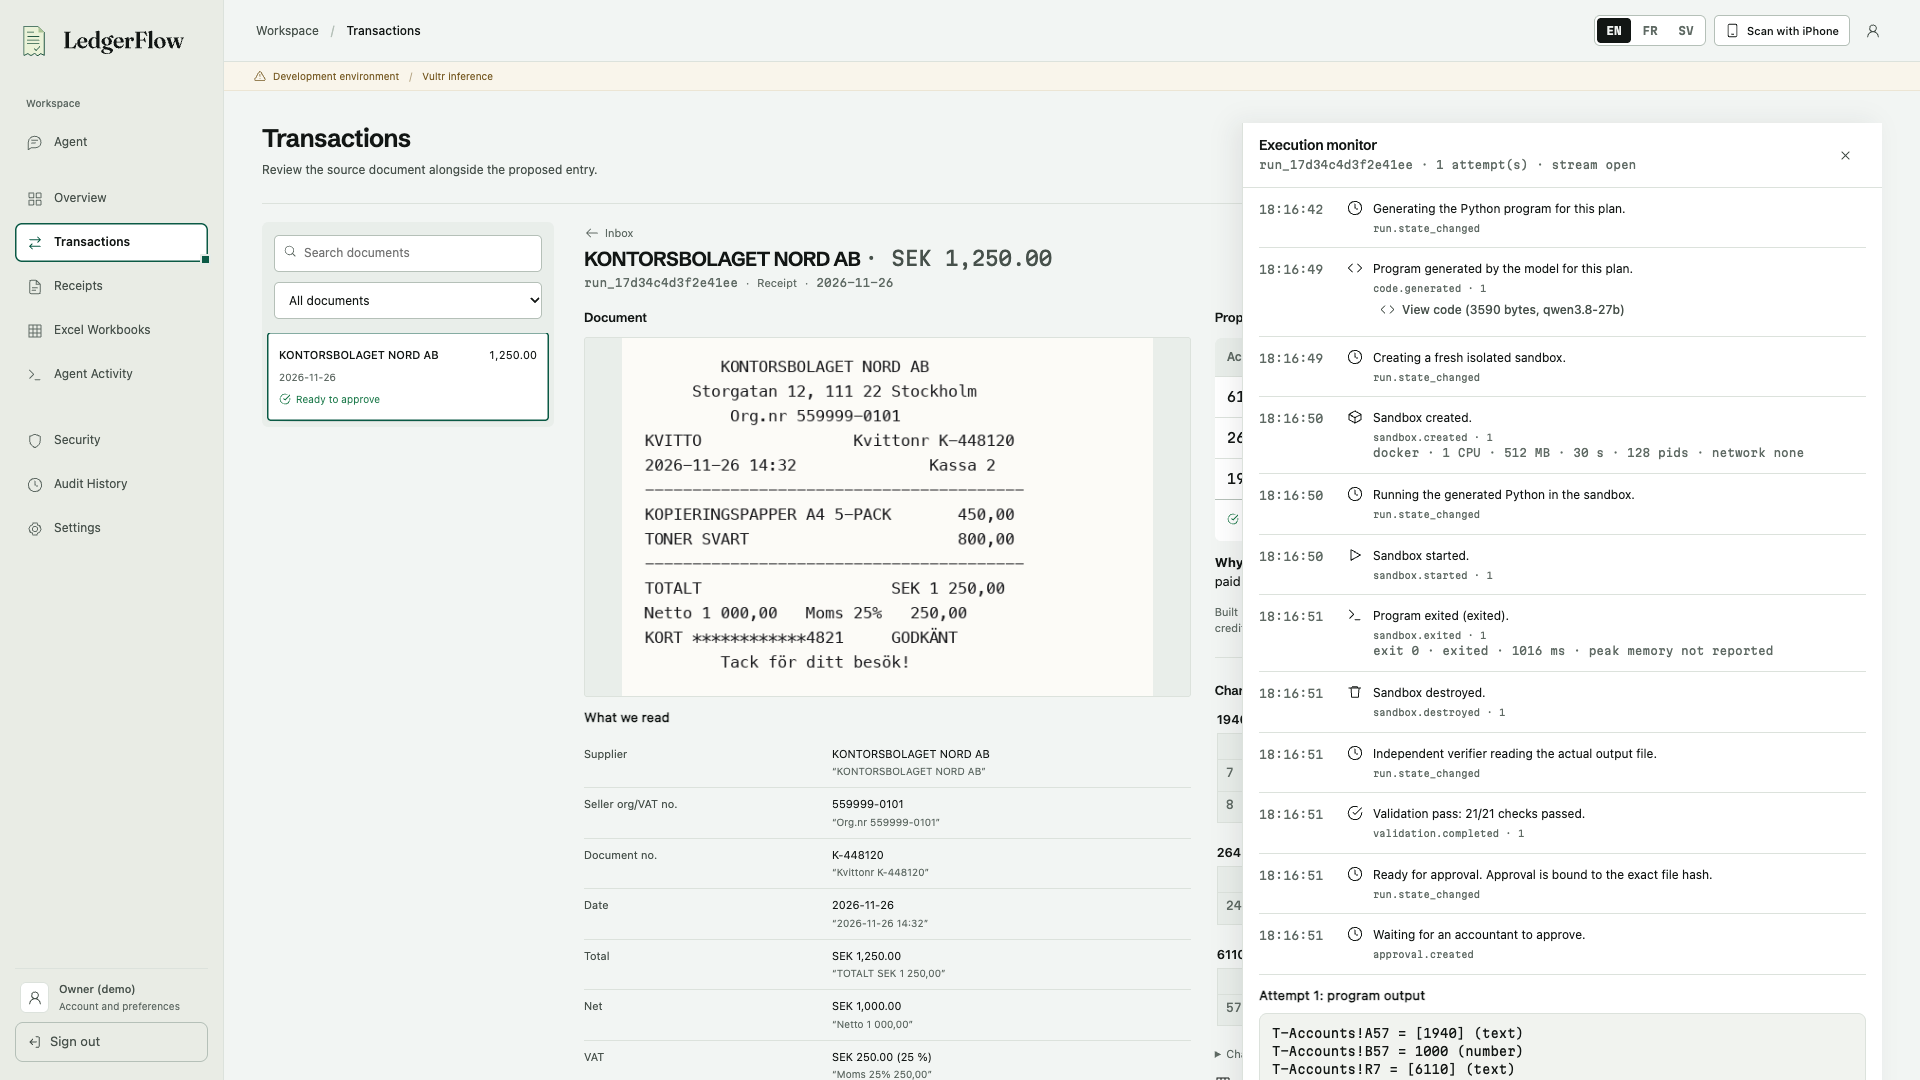 LedgerFlow
Workspace
Agent
Overview
Transactions
Receipts
Excel Workbooks
Agent Activity
Security
Audit History
Settings
Owner (demo)
Account and preferences
Sign out
Workspace / Transactions
EN FR SV
Scan with iPhone
Development environment / Vultr inference
Transactions
Review the source document alongside the proposed entry.
Search documents
All documents
KONTORSBOLAGET NORD AB 1,250.00
2026-11-26
Ready to approve
Inbox
KONTORSBOLAGET NORD AB · SEK 1,250.00
run_17d34c4d3f2e41ee · Receipt · 2026-11-26
Document
KONTORSBOLAGET NORD AB
Storgatan 12, 111 22 Stockholm
Org.nr 559999-0101
KVITTO Kvittonr K-448120
2026-11-26 14:32 Kassa 2
KOPIERINGSPAPPER A4 5-PACK 450,00
TONER SVART 800,00
TOTALT SEK 1 250,00
Netto 1 000,00 Moms 25% 250,00
KORT ************4821 GODKÄNT
Tack för ditt besök!
What we read
Supplier KONTORSBOLAGET NORD AB
"KONTORSBOLAGET NORD AB"
Seller org/VAT no. 559999-0101
"Org.nr 559999-0101"
Document no. K-448120
"Kvittonr K-448120"
Date 2026-11-26
"2026-11-26 14:32"
Total SEK 1,250.00
"TOTALT SEK 1 250,00"
Net SEK 1,000.00
"Netto 1 000,00"
VAT SEK 250.00 (25 %)
"Moms 25% 250,00"
Prop
Ac
61
26
19
Why
paid
Built
credi
Char
1940
7
8
264
24
6110
57
Cha
Execution monitor
run_17d34c4d3f2e41ee · 1 attempt(s) · stream open
18:16:42 Generating the Python program for this plan.
run.state_changed
18:16:49 Program generated by the model for this plan.
code.generated · 1
View code (3590 bytes, qwen3.8-27b)
18:16:49 Creating a fresh isolated sandbox.
run.state_changed
18:16:50 Sandbox created.
sandbox.created · 1
docker · 1 CPU · 512 MB · 30 s · 128 pids · network none
18:16:50 Running the generated Python in the sandbox.
run.state_changed
18:16:50 Sandbox started.
sandbox.started · 1
18:16:51 Program exited (exited).
sandbox.exited · 1
exit 0 · exited · 1016 ms · peak memory not reported
18:16:51 Sandbox destroyed.
sandbox.destroyed · 1
18:16:51 Independent verifier reading the actual output file.
run.state_changed
18:16:51 Validation pass: 21/21 checks passed.
validation.completed · 1
18:16:51 Ready for approval. Approval is bound to the exact file hash.
run.state_changed
18:16:51 Waiting for an accountant to approve.
approval.created
Attempt 1: program output
T-Accounts!A57 = [1940] (text)
T-Accounts!B57 = 1000 (number)
T-Accounts!R7 = [6110] (text)